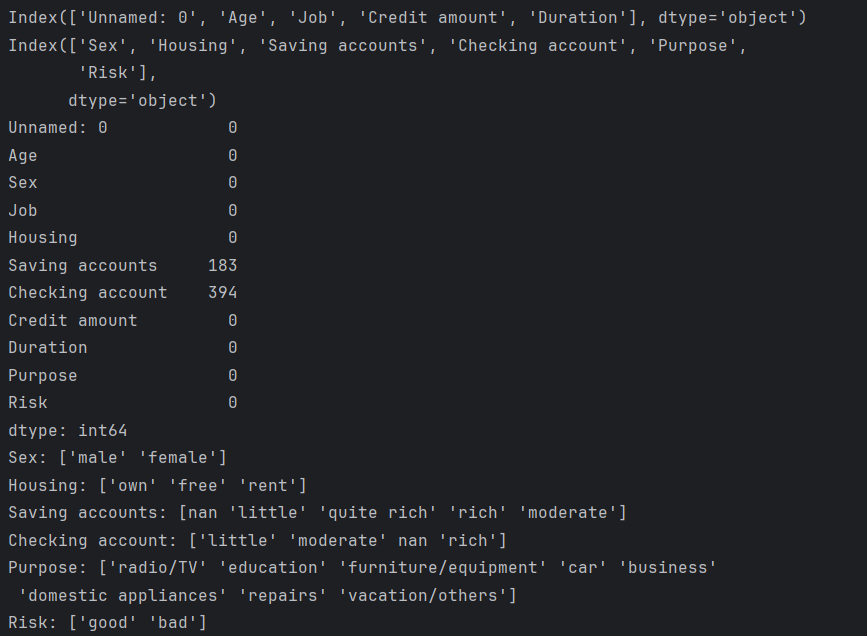 Index(['Unnamed: 0', 'Age', 'Job', 'Credit amount', 'Duration'], dtype='object')
Index(['Sex', 'Housing', 'Saving accounts', 'Checking account', 'Purpose',
       'Risk'],
      dtype='object')
Unnamed: 0            0
Age                   0
Sex                   0
Job                   0
Housing               0
Saving accounts     183
Checking account    394
Credit amount         0
Duration              0
Purpose               0
Risk                  0
dtype: int64
Sex: ['male' 'female']
Housing: ['own' 'free' 'rent']
Saving accounts: [nan 'little' 'quite rich' 'rich' 'moderate']
Checking account: ['little' 'moderate' nan 'rich']
Purpose: ['radio/TV' 'education' 'furniture/equipment' 'car' 'business'
 'domestic appliances' 'repairs' 'vacation/others']
Risk: ['good' 'bad']